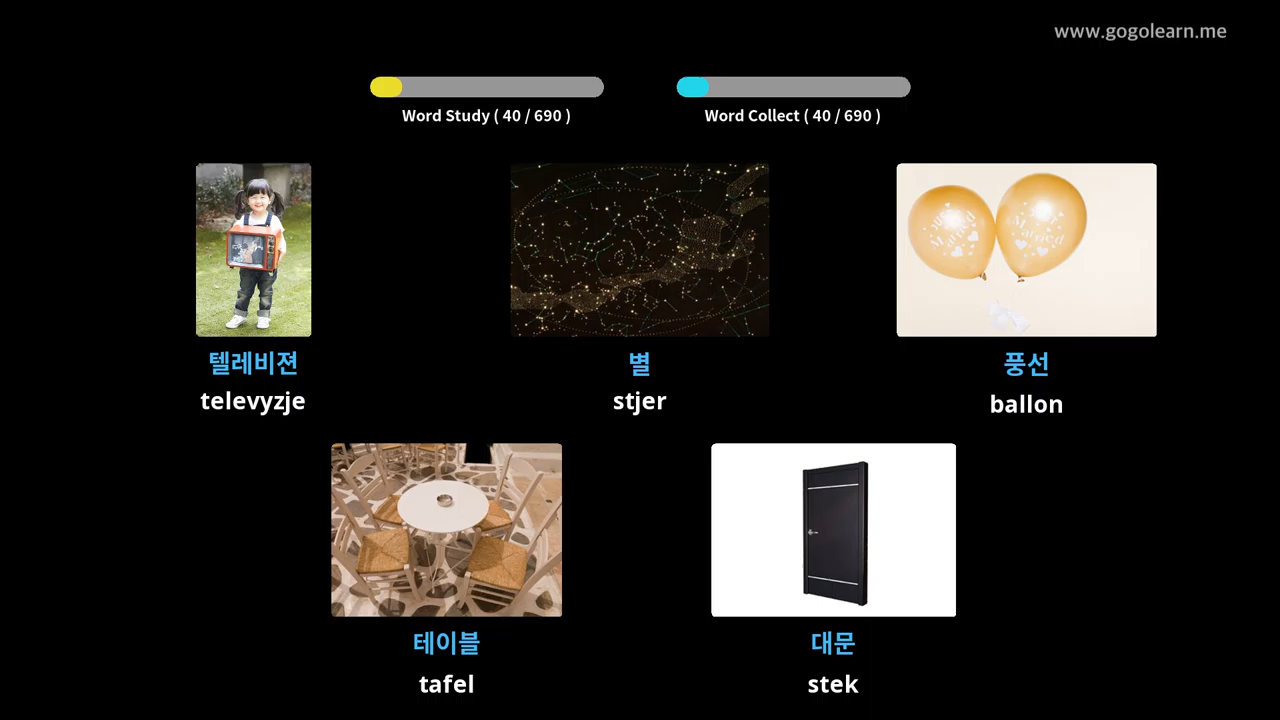 www.gogolearn.me
Word Study ( 40 / 690 )
Word Collect ( 40 / 690 )
텔레비젼
televyzje
별
stjer
풍선
ballon
테이블
tafel
대문
stek